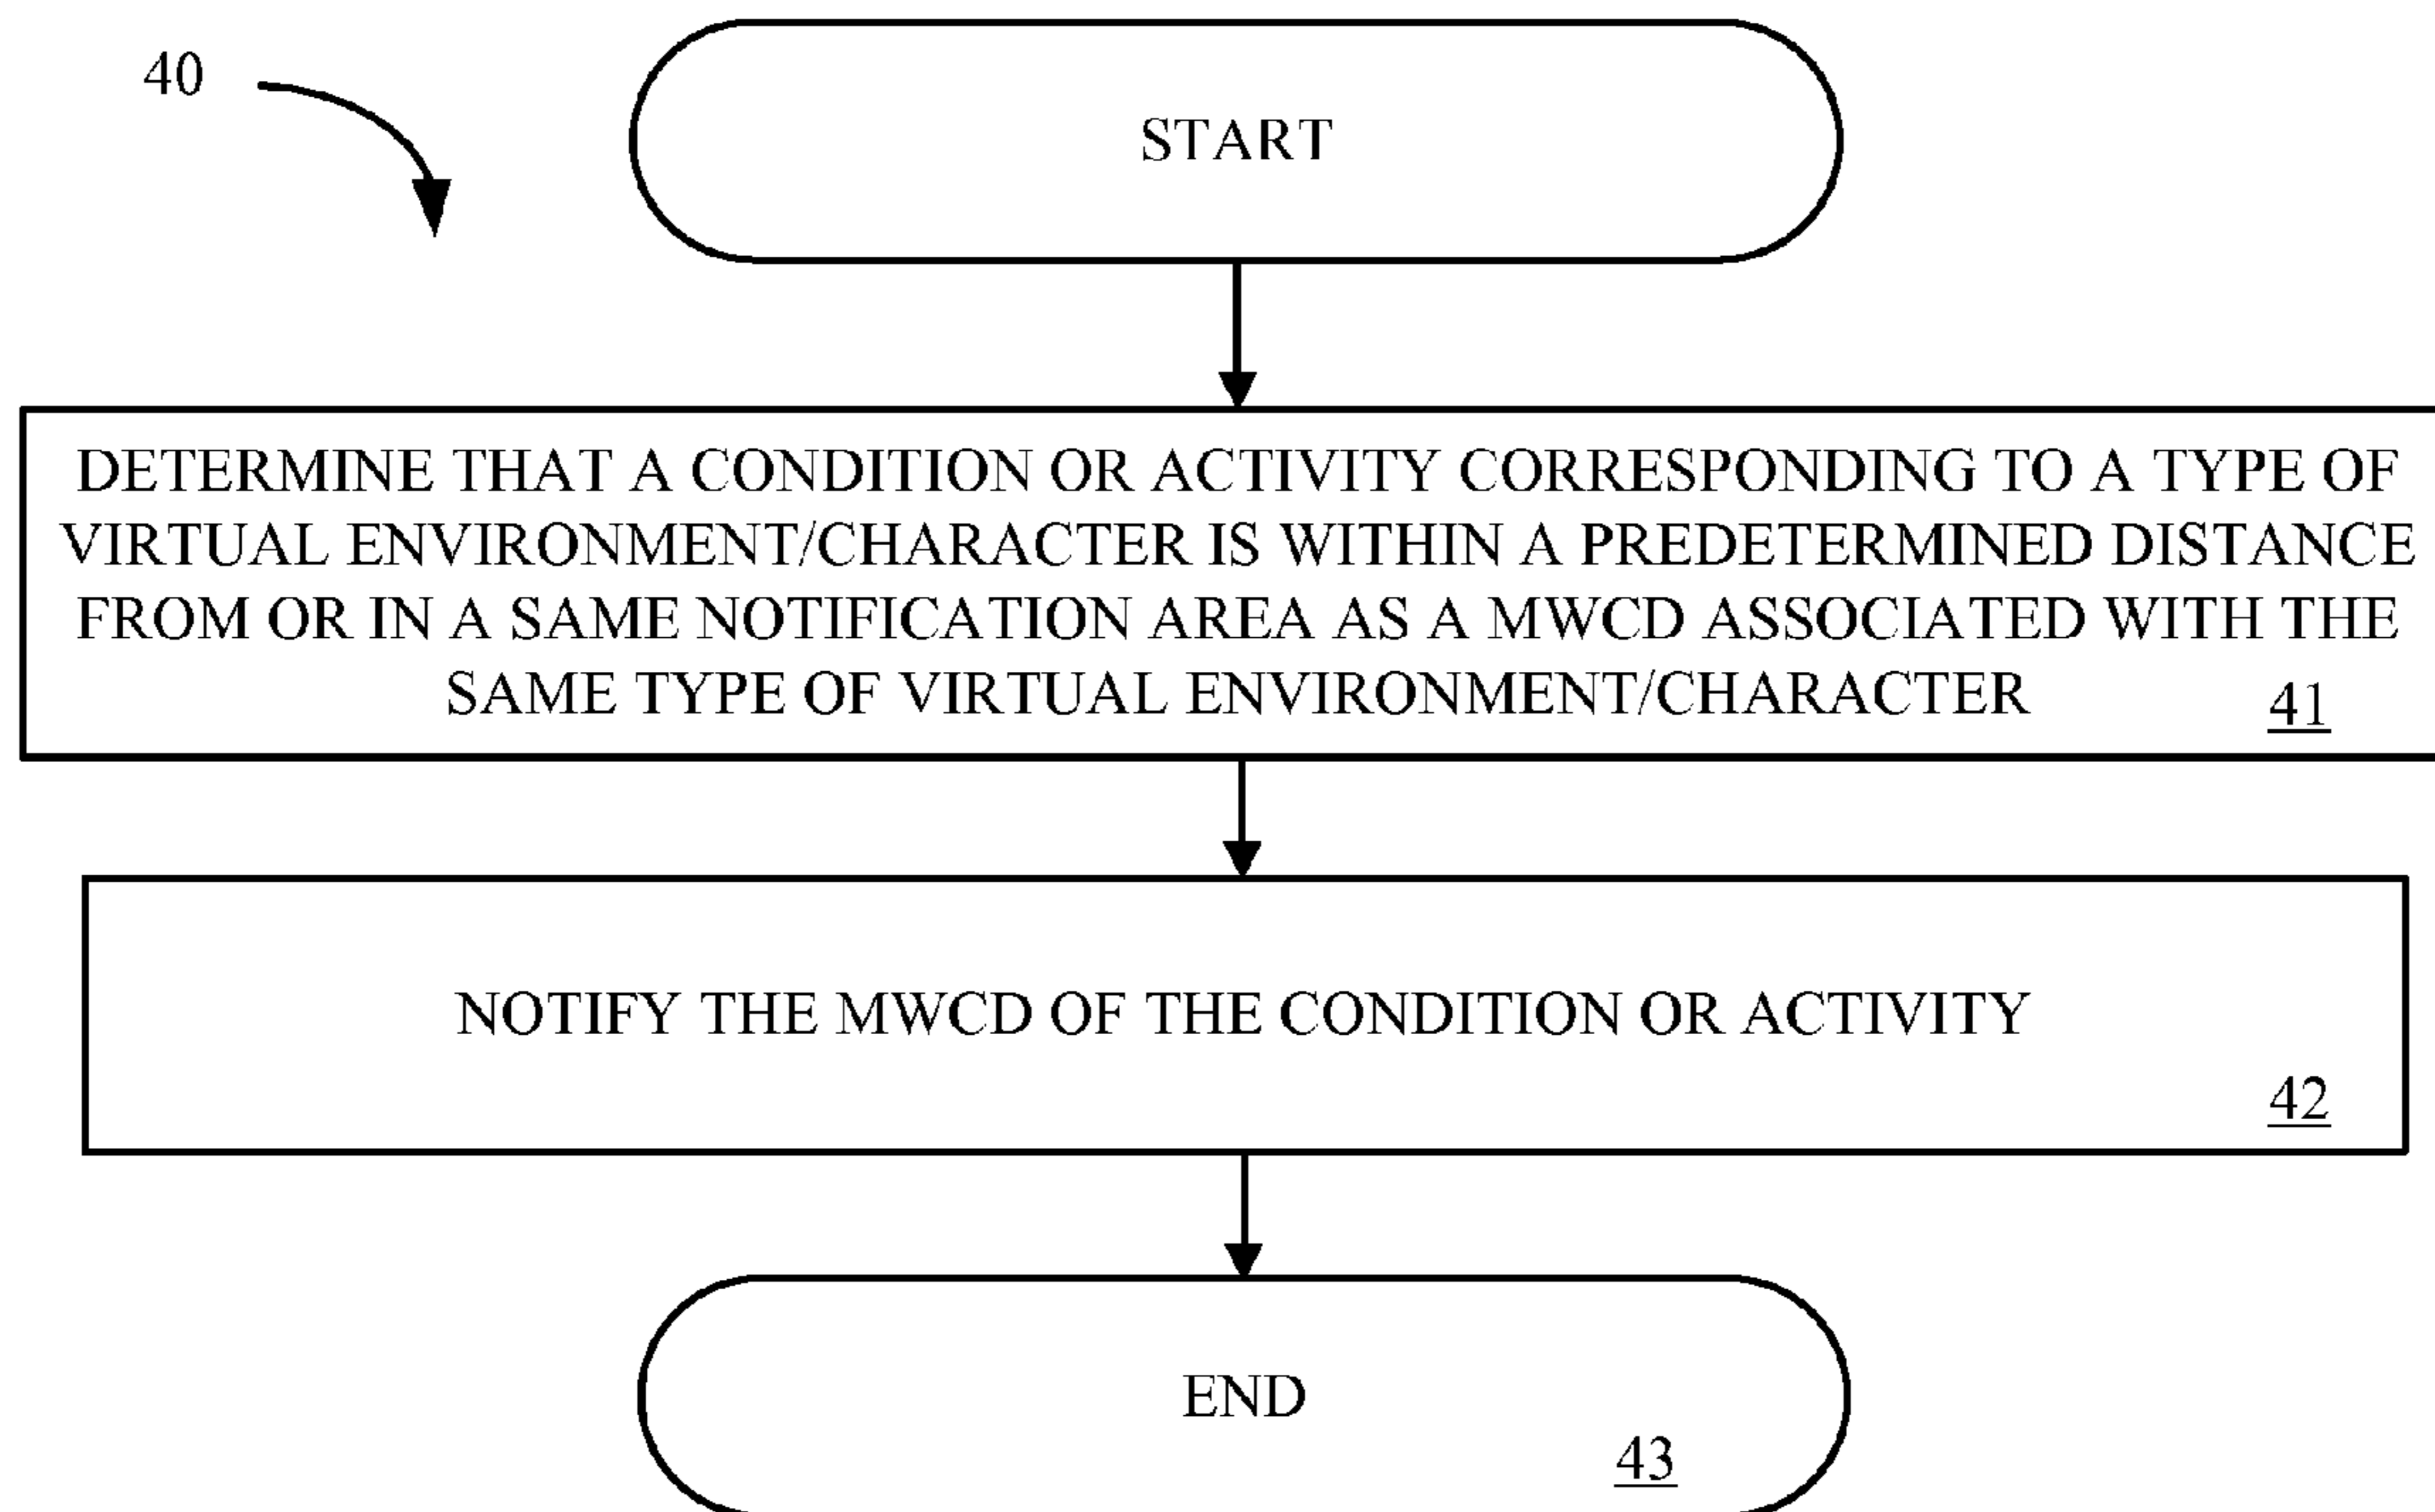 40
START
DETERMINE THAT A CONDITION OR ACTIVITY CORRESPONDING TO A TYPE OF
VIRTUAL ENVIRONMENT/CHARACTER IS WITHIN A PREDETERMINED DISTANCE
FROM OR IN A SAME NOTIFICATION AREA AS A MWCD ASSOCIATED WITH THE
SAME TYPE OF VIRTUAL ENVIRONMENT/CHARACTER
41
NOTIFY THE MWCD OF THE CONDITION OR ACTIVITY
42
END
43